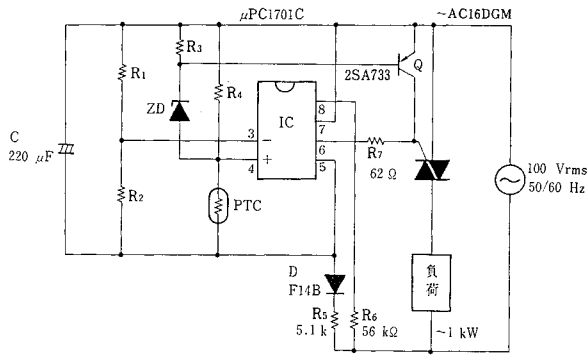 μPC1701C
~AC16DGM
R₃
2SA733
Q
R₁
R₄
ZD
IC
8
7
6
5
3
4
−
+
C
220 μF
R₇
62 Ω
R₂
PTC
100 Vrms
50/60 Hz
D
F14B
負荷
R₅
5.1 k
R₆
56 kΩ
~1 kW